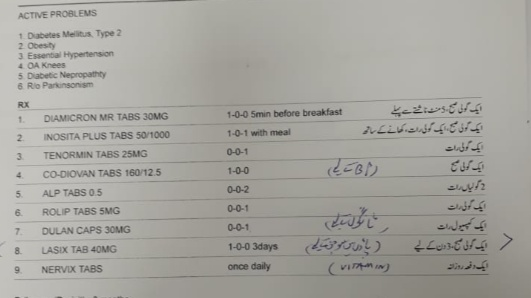 ACTIVE PROBLEMS
1. Diabetes Mellitus, Type 2
2. Obesity
3. Essential Hypertension
4. OA Knees
5. Diabetic Nepropathty
6. R/o Parkinsonism
RX
1. DIAMICRON MR TABS 30MG 1-0-0 5min before breakfast ایک گولی صبح، 5 منٹ ناشتے سے پہلے
2. INOSITA PLUS TABS 50/1000 1-0-1 with meal ایک گولی صبح، ایک گولی رات، کھانے کے ساتھ
3. TENORMIN TABS 25MG 0-0-1 ایک گولی رات
4. CO-DIOVAN TABS 160/12.5 1-0-0 ایک گولی صبح
5. ALP TABS 0.5 0-0-2 2 گولیاں رات
6. ROLIP TABS 5MG 0-0-1 ایک گولی رات
7. DULAN CAPS 30MG 0-0-1 ایک کیپسول رات
8. LASIX TAB 40MG 1-0-0 3days ایک گولی صبح، 3 دن کے لیے
9. NERVIX TABS once daily (VITAMIN) ایک دفعہ روزانہ